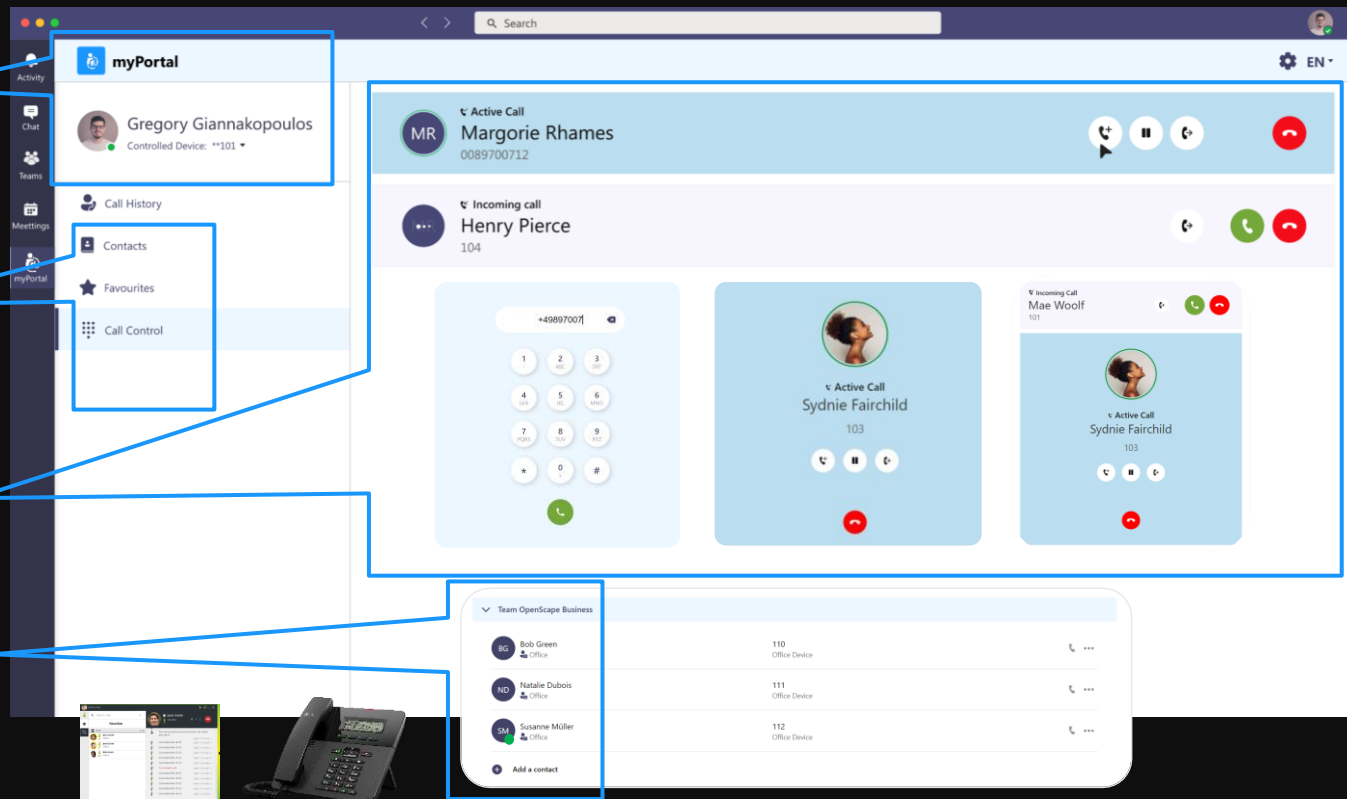 Search
Activity
Chat
Teams
Meettings
myPortal
myPortal
EN
Gregory Giannakopoulos
Controlled Device: **101
Call History
Contacts
Favourites
Call Control
MR
Active Call
Margorie Rhames
0089700712
Incoming call
Henry Pierce
104
+49897007
1
2 ABC
3 DEF
4 GHI
5 JKL
6 MNO
7 PQRS
8 TUV
9 XYZ
*
0
#
Active Call
Sydnie Fairchild
103
Incoming Call
Mae Woolf
101
Active Call
Sydnie Fairchild
103
Team OpenScape Business
BG
Bob Green
Office
110
Office Device
ND
Natalie Dubois
Office
111
Office Device
SM
Susanne Müller
Office
112
Office Device
Add a contact
Favorites